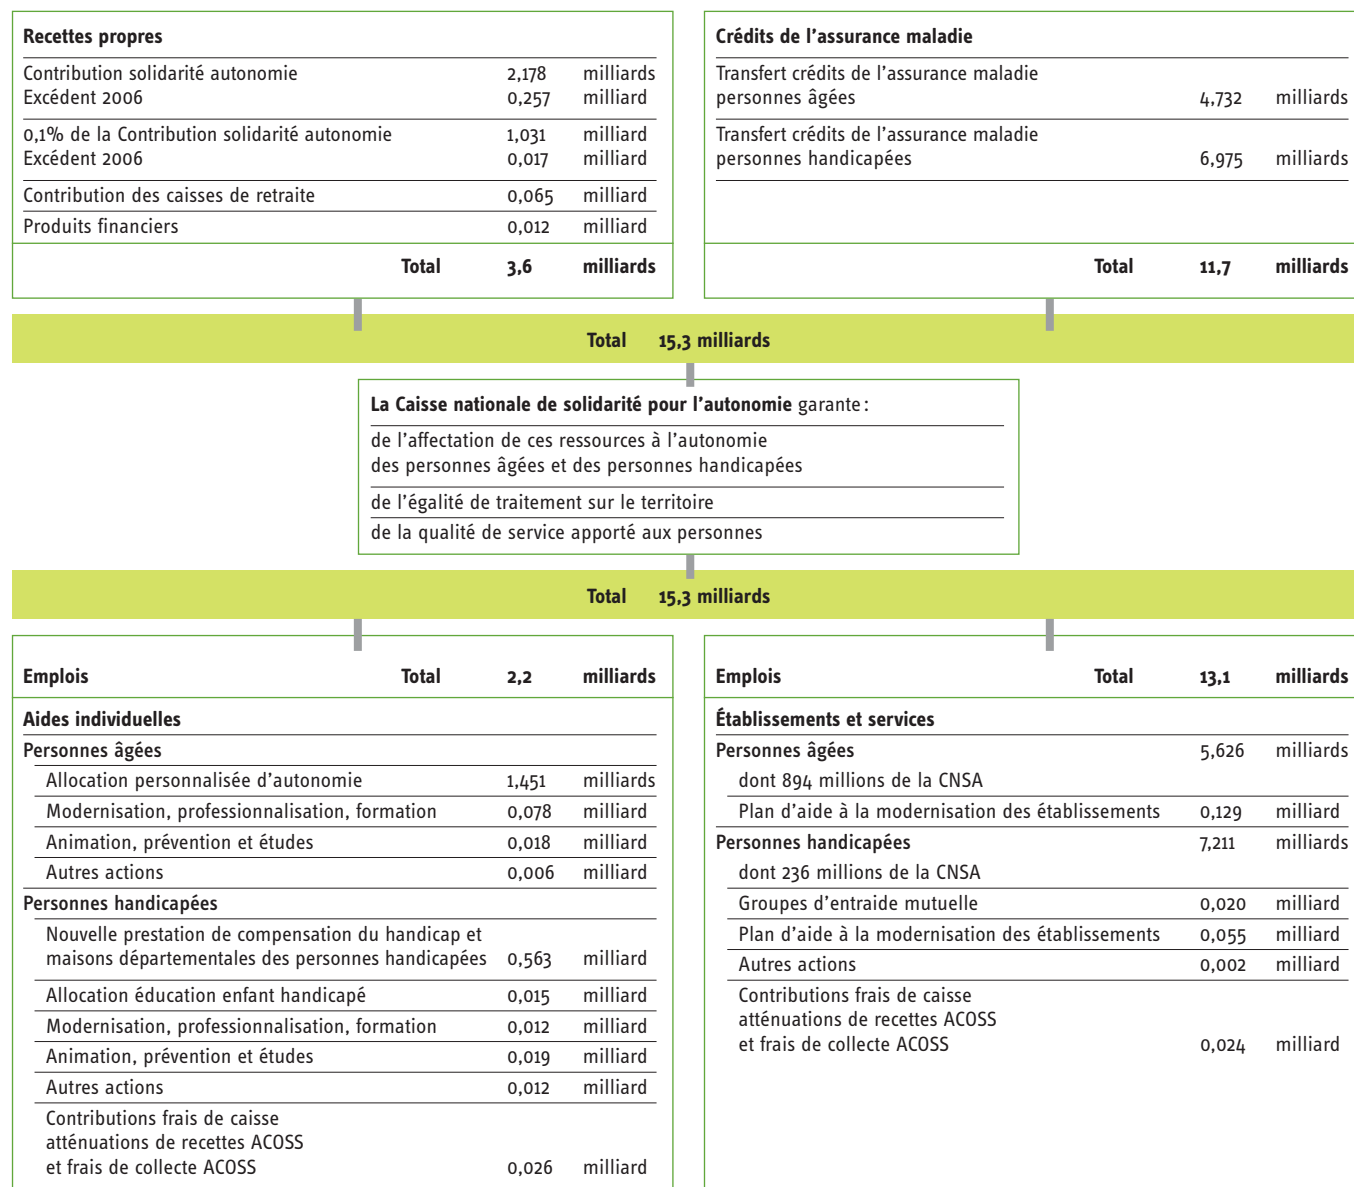 Recettes propres
Contribution solidarité autonomie 2,178 milliards
Excédent 2006 0,257 milliard
0,1% de la Contribution solidarité autonomie 1,031 milliard
Excédent 2006 0,017 milliard
Contribution des caisses de retraite 0,065 milliard
Produits financiers 0,012 milliard
Total 3,6 milliards
Crédits de l'assurance maladie
Transfert crédits de l'assurance maladie
personnes âgées 4,732 milliards
Transfert crédits de l'assurance maladie
personnes handicapées 6,975 milliards
Total 11,7 milliards
Total 15,3 milliards
La Caisse nationale de solidarité pour l'autonomie garante :
de l'affectation de ces ressources à l'autonomie
des personnes âgées et des personnes handicapées
de l'égalité de traitement sur le territoire
de la qualité de service apporté aux personnes
Total 15,3 milliards
Emplois Total 2,2 milliards
Aides individuelles
Personnes âgées
Allocation personnalisée d'autonomie 1,451 milliards
Modernisation, professionnalisation, formation 0,078 milliard
Animation, prévention et études 0,018 milliard
Autres actions 0,006 milliard
Personnes handicapées
Nouvelle prestation de compensation du handicap et
maisons départementales des personnes handicapées 0,563 milliard
Allocation éducation enfant handicapé 0,015 milliard
Modernisation, professionnalisation, formation 0,012 milliard
Animation, prévention et études 0,019 milliard
Autres actions 0,012 milliard
Contributions frais de caisse
atténuations de recettes ACOSS
et frais de collecte ACOSS 0,026 milliard
Emplois Total 13,1 milliards
Établissements et services
Personnes âgées 5,626 milliards
dont 894 millions de la CNSA
Plan d'aide à la modernisation des établissements 0,129 milliard
Personnes handicapées 7,211 milliards
dont 236 millions de la CNSA
Groupes d'entraide mutuelle 0,020 milliard
Plan d'aide à la modernisation des établissements 0,055 milliard
Autres actions 0,002 milliard
Contributions frais de caisse
atténuations de recettes ACOSS
et frais de collecte ACOSS 0,024 milliard